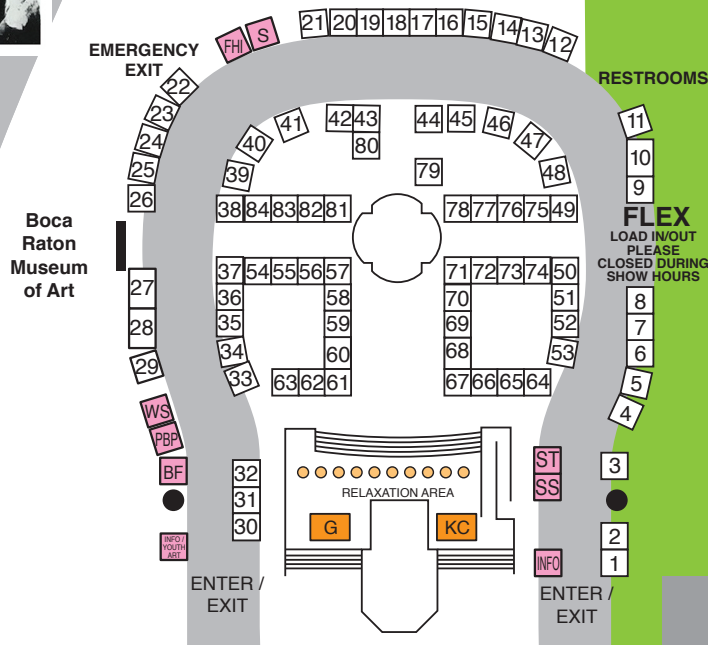 21 20 19 18 17 16 15 14 13 12
FHI S
EMERGENCY
EXIT
RESTROOMS
22
23
24
25
26
11
10
9
41 42 43 44 45 46
40 80 47
39 79 48
38 84 83 82 81 78 77 76 75 49
Boca
Raton
Museum
of Art
FLEX
LOAD IN/OUT
PLEASE
CLOSED DURING
SHOW HOURS
37 54 55 56 57 71 72 73 74 50
36 58 70 51
35 59 69 52
34 60 68 53
33 63 62 61 67 66 65 64
27
28
29
8
7
6
5
4
WS
PBP
BF
32
31
30
RELAXATION AREA
G KC
ST
SS
3
2
1
INFO /
YOUTH
ART
INFO
ENTER /
EXIT
ENTER /
EXIT